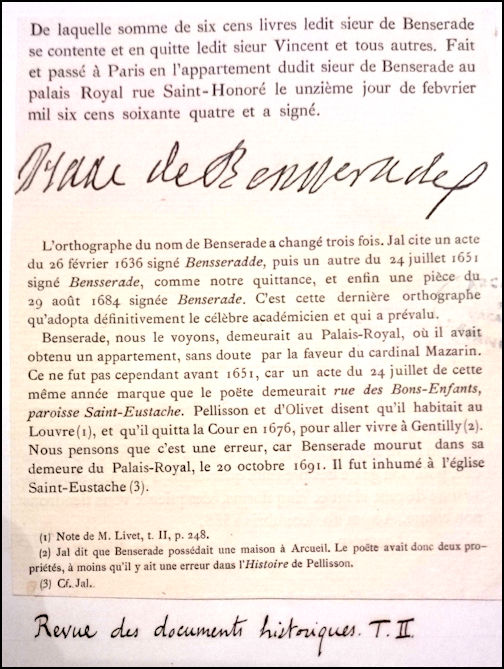 De laquelle somme de six cens livres ledit sieur de Benserade
se contente et en quitte ledit sieur Vincent et tous autres. Fait
et passé à Paris en l'appartement dudit sieur de Benserade au
palais Royal rue Saint-Honoré le unzième jour de febvrier
mil six cens soixante quatre et a signé.
Isaac de Bensserade
L'orthographe du nom de Benserade a changé trois fois. Jal cite un acte
du 26 février 1636 signé Bensseradde, puis un autre du 24 juillet 1651
signé Bensserade, comme notre quittance, et enfin une pièce du
29 août 1684 signée Benserade. C'est cette dernière orthographe
qu'adopta définitivement le célèbre académicien et qui a prévalu.
Benserade, nous le voyons, demeurait au Palais-Royal, où il avait
obtenu un appartement, sans doute par la faveur du cardinal Mazarin.
Ce ne fut pas cependant avant 1651, car un acte du 24 juillet de cette
même année marque que le poëte demeurait rue des Bons-Enfants,
paroisse Saint-Eustache. Pellisson et d'Olivet disent qu'il habitait au
Louvre (1), et qu'il quitta la Cour en 1676, pour aller vivre à Gentilly (2).
Nous pensons que c'est une erreur, car Benserade mourut dans sa
demeure du Palais-Royal, le 20 octobre 1691. Il fut inhumé à l'église
Saint-Eustache (3).
(1) Note de M. Livet, t. II, p. 248.
(2) Jal dit que Benserade possédait une maison à Arcueil. Le poëte avait donc deux pro-
priétés, à moins qu'il y ait une erreur dans l'Histoire de Pellisson.
(3) Cf. Jal.
Revue des documents historiques. T. II